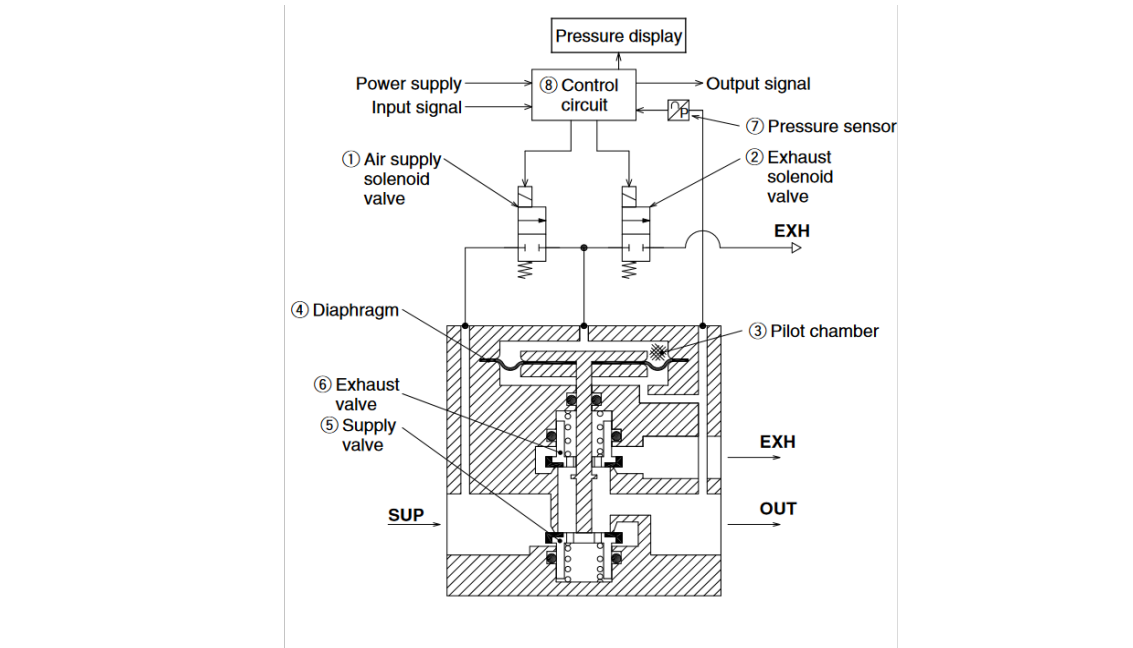 Pressure display
Power supply
⑧ Control
circuit
Output signal
Input signal
P
⑦ Pressure sensor
① Air supply
solenoid
valve
② Exhaust
solenoid
valve
EXH
④ Diaphragm
③ Pilot chamber
⑥ Exhaust
valve
⑤ Supply
valve
EXH
SUP
OUT